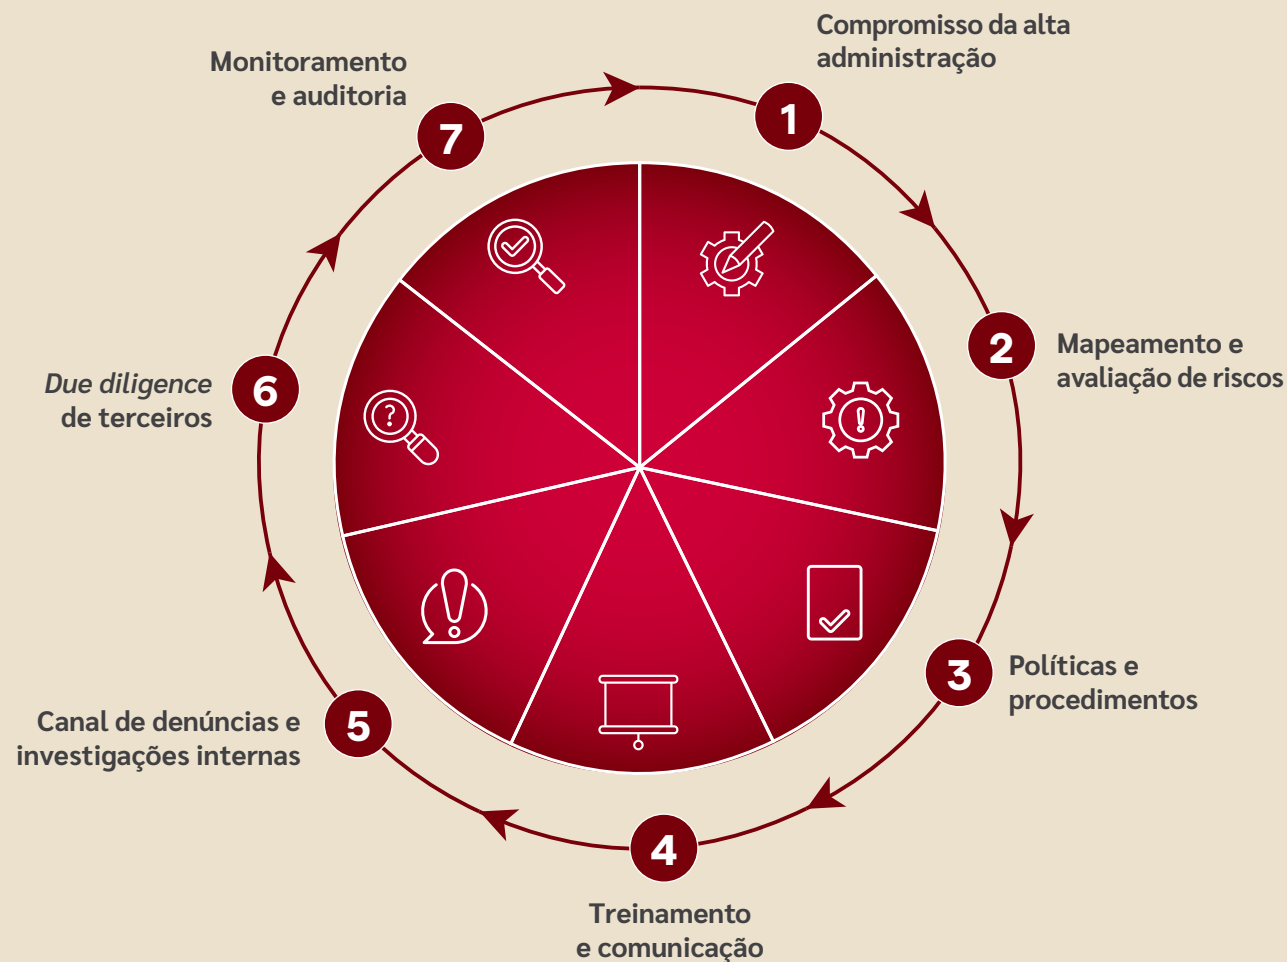 1
Compromisso da alta
administração
2
Mapeamento e
avaliação de riscos
3
Políticas e
procedimentos
4
Treinamento
e comunicação
5
Canal de denúncias e
investigações internas
6
Due diligence
de terceiros
7
Monitoramento
e auditoria
?
!
!